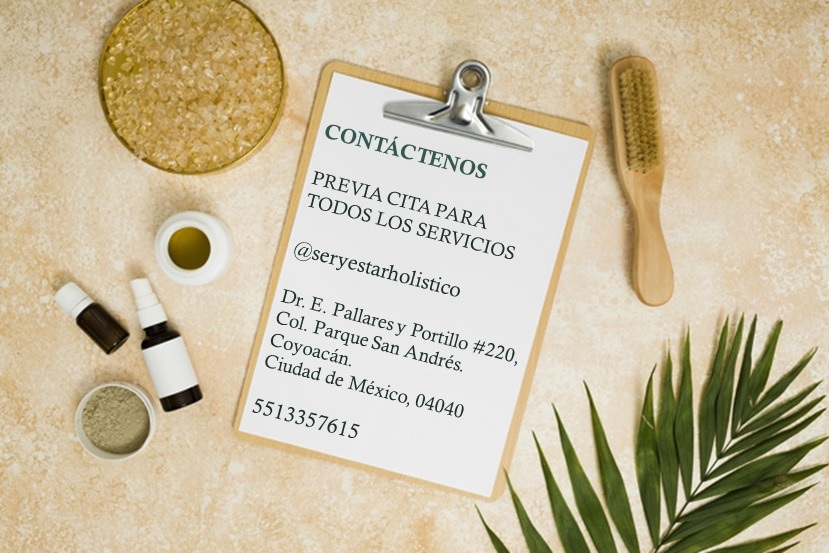 CONTÁCTENOS
PREVIA CITA PARA
TODOS LOS SERVICIOS
@seryestarholistico
Dr. E. Pallares y Portillo #220,
Col. Parque San Andrés.
Coyoacán.
Ciudad de México, 04040
5513357615